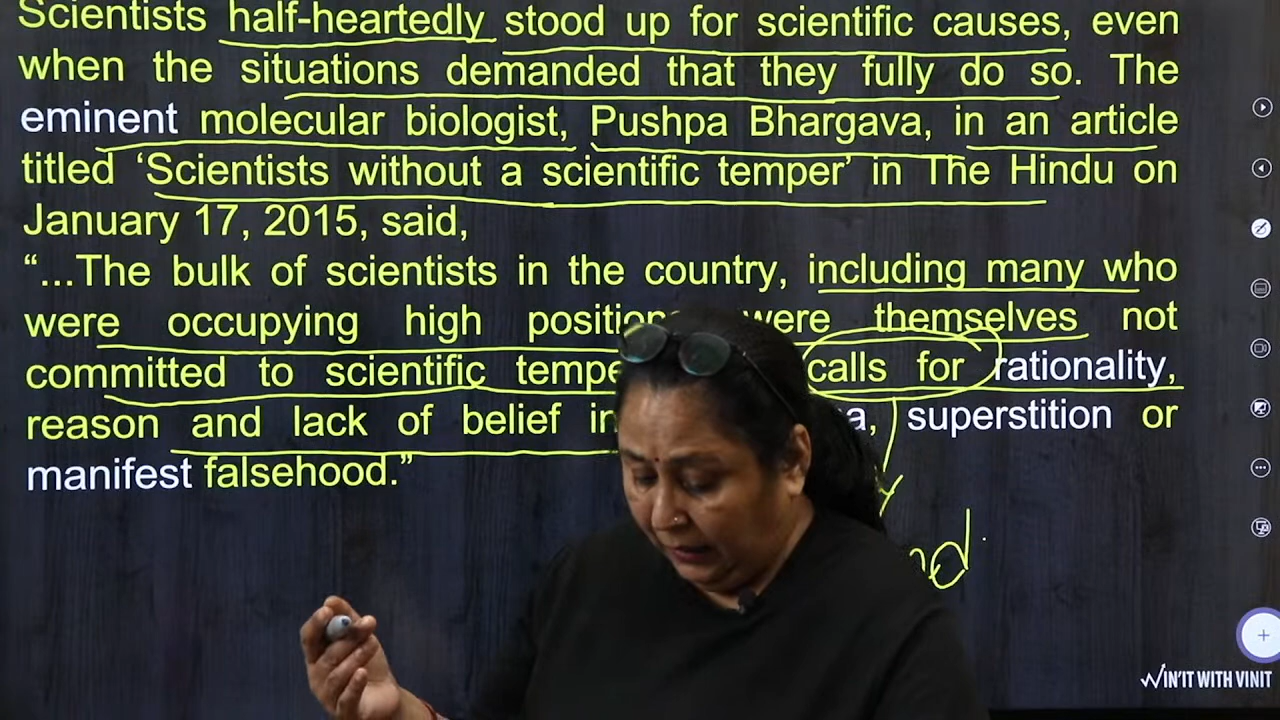 Scientists half-heartedly stood up for scientific causes, even
when the situations demanded that they fully do so. The
eminent molecular biologist, Pushpa Bhargava, in an article
titled ‘Scientists without a scientific temper’ in The Hindu on
January 17, 2015, said,
“...The bulk of scientists in the country, including many who
were occupying high were themselves not
committed to scientific calls for rationality,
reason and lack of belief superstition or
manifest falsehood.”
WIN'IT WITH VINIT